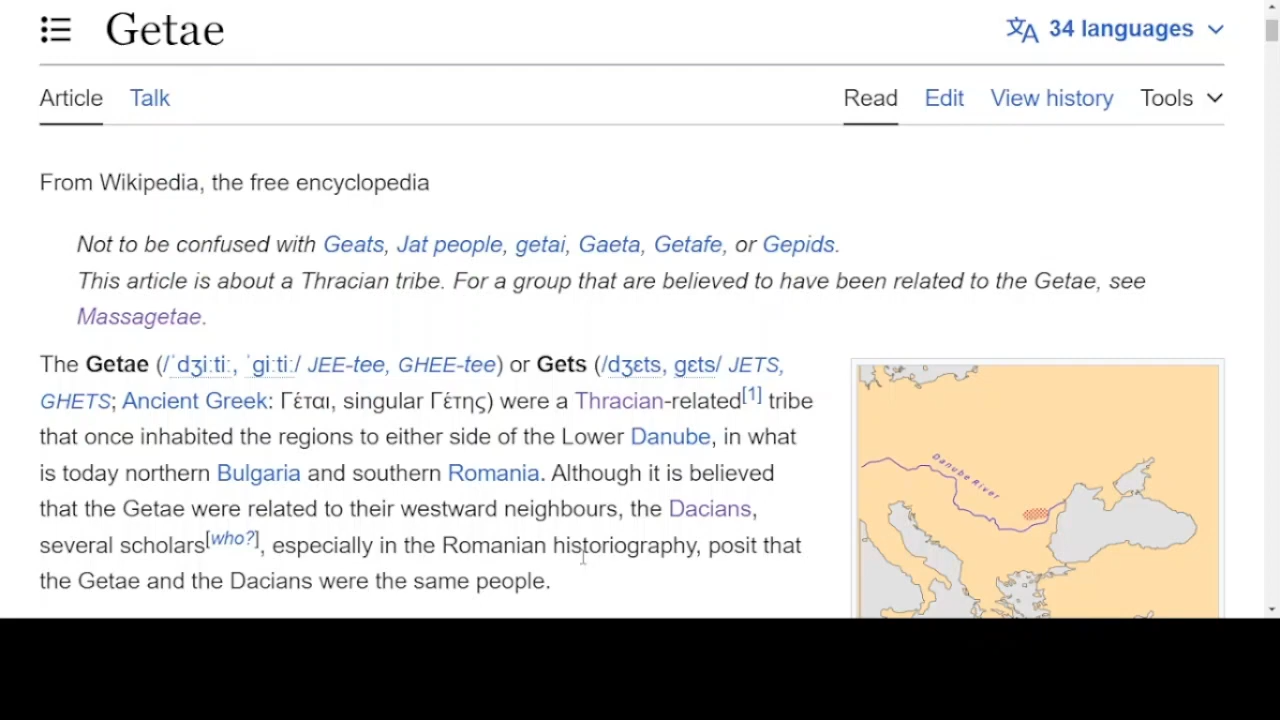 Getae
34 languages
Article Talk Read Edit View history Tools
From Wikipedia, the free encyclopedia
Not to be confused with Geats, Jat people, getai, Gaeta, Getafe, or Gepids.
This article is about a Thracian tribe. For a group that are believed to have been related to the Getae, see
Massagetae.
The Getae (/ˈdʒiːtiː, ˈɡiːtiː/ JEE-tee, GHEE-tee) or Gets (/dʒɛts, ɡɛts/ JETS,
GHETS; Ancient Greek: Γέται, singular Γέτης) were a Thracian-related[1] tribe
that once inhabited the regions to either side of the Lower Danube, in what
is today northern Bulgaria and southern Romania. Although it is believed
that the Getae were related to their westward neighbours, the Dacians,
several scholars[who?], especially in the Romanian historiography, posit that
the Getae and the Dacians were the same people.
Danube River